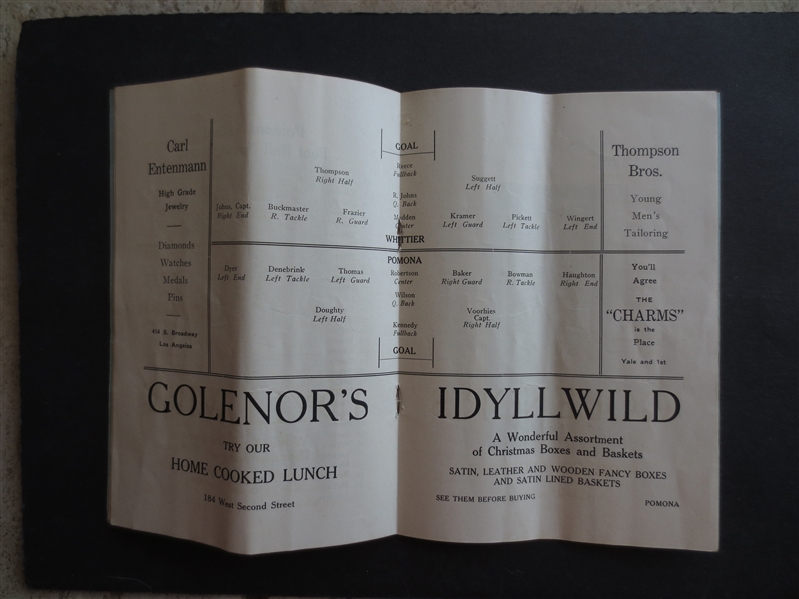 Carl
Entenmann
High Grade
Jewelry
Diamonds
Watches
Medals
Pins
414 S. Broadway
Los Angeles
GOAL
Reece
Fullback
Thompson
Right Half
Suggett
Left Half
R. Johns
Q. Back
Johns, Capt.
Right End
Buckmaster
R. Tackle
Frazier
R. Guard
Madden
Center
Kramer
Left Guard
Pickett
Left Tackle
Wingert
Left End
WHITTIER
POMONA
Dyer
Left End
Denebrink
Left Tackle
Thomas
Left Guard
Robertson
Center
Baker
Right Guard
Bowman
R. Tackle
Haughton
Right End
Wilson
Q. Back
Doughty
Left Half
Voorhies
Capt.
Right Half
Kennedy
Fullback
GOAL
Thompson
Bros.
Young
Men's
Tailoring
You'll
Agree
THE
"CHARMS"
is the
Place
Yale and 1st
GOLENOR'S
TRY OUR
HOME COOKED LUNCH
184 West Second Street
IDYLLWILD
A Wonderful Assortment
of Christmas Boxes and Baskets
SATIN, LEATHER AND WOODEN FANCY BOXES
AND SATIN LINED BASKETS
SEE THEM BEFORE BUYING
POMONA